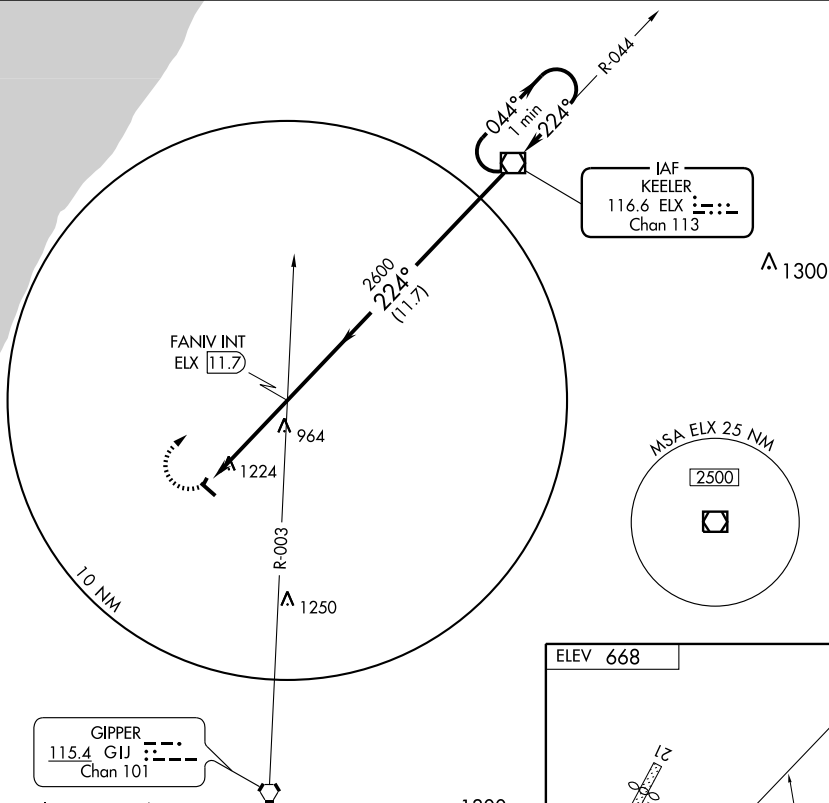 R-044
044°
1 min
224°
IAF
KEELER
116.6 ELX
Chan 113
1300
2600
224°
(11.7)
FANIV INT
ELX 11.7
964
1224
MSA ELX 25 NM
2500
R-003
10 NM
1250
ELEV 668
GIPPER
115.4 GIJ
Chan 101
21